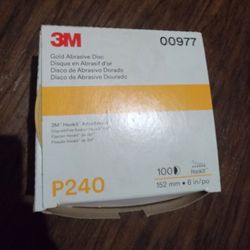 3M
00977
Gold Abrasive Disc
Disque en Abrasif d'or
Disco de Abrasivo Dorado
Disco de Abrasivo Dourado
3M™ Hookit™
P240
100
Hookit™
152 mm • 6 in/po